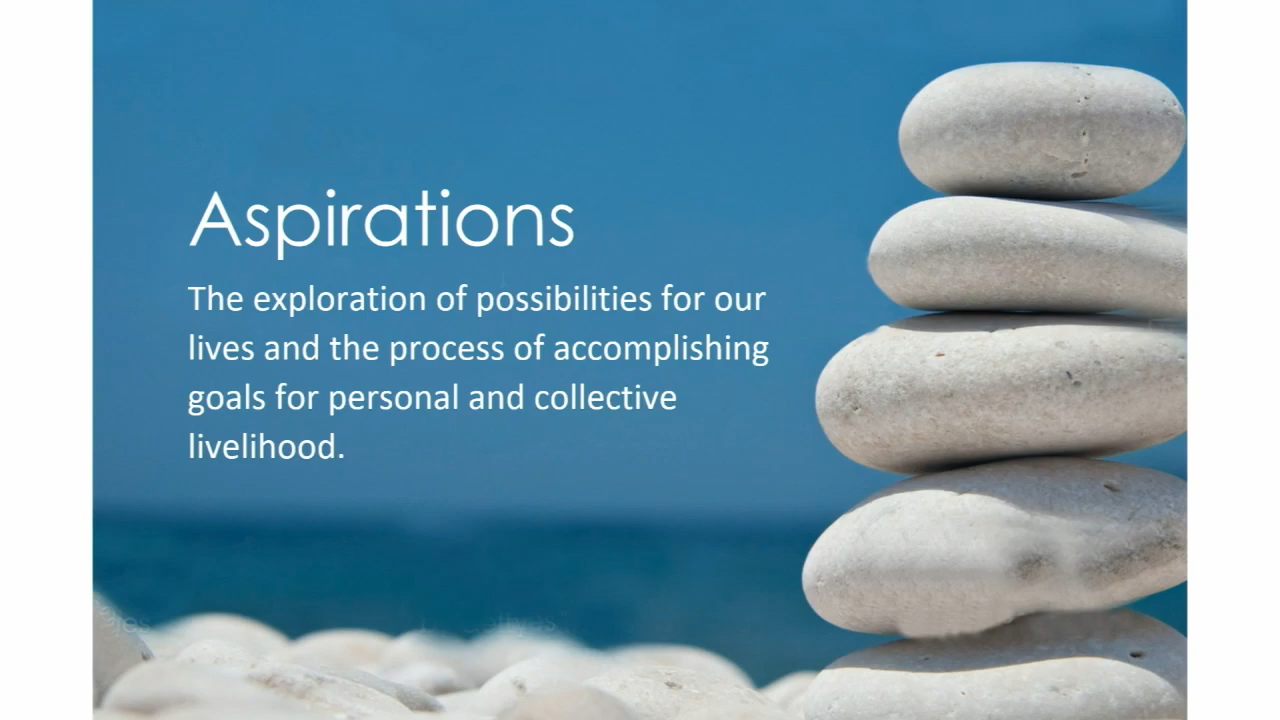 Aspirations
The exploration of possibilities for our
lives and the process of accomplishing
goals for personal and collective
livelihood.